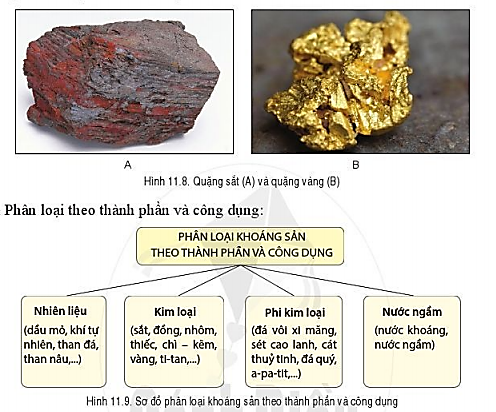 A
B
Hình 11.8. Quặng sắt (A) và quặng vàng (B)
Phân loại theo thành phần và công dụng:
PHÂN LOẠI KHOÁNG SẢN
THEO THÀNH PHẦN VÀ CÔNG DỤNG
Nhiên liệu
(dầu mỏ, khí tự
nhiên, than đá,
than nâu,...)
Kim loại
(sắt, đồng, nhôm,
thiếc, chì – kẽm,
vàng, ti-tan,...)
Phi kim loại
(đá vôi xi măng,
sét cao lanh, cát
thuỷ tinh, đá quý,
a-pa-tit,...)
Nước ngầm
(nước khoáng,
nước ngầm)
Hình 11.9. Sơ đồ phân loại khoáng sản theo thành phần và công dụng